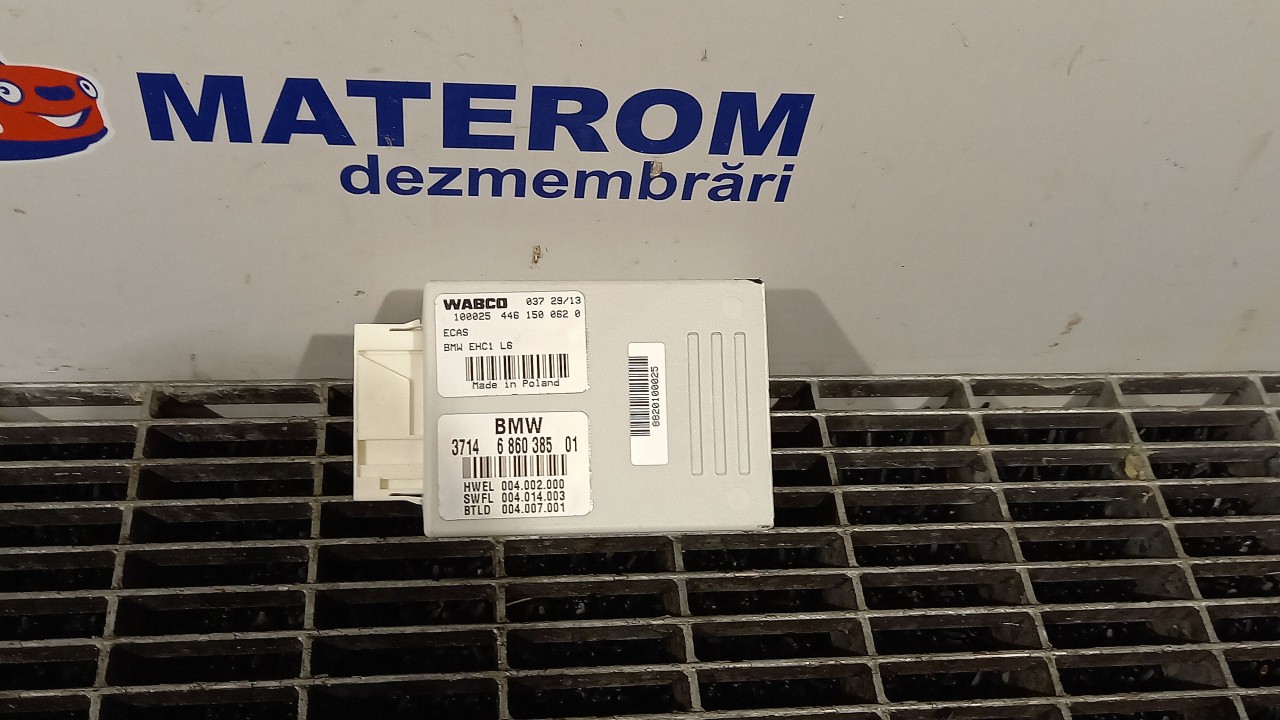 MATEROM
dezmembrări
WABCO 037 29/13
100025 446 150 062 0
ECAS
BMW EHC1 L6
Made in Poland
BMW
3714 6 860 385 01
HWEL 004.002.000
SWFL 004.014.003
BTLD 004.007.001
8820100025